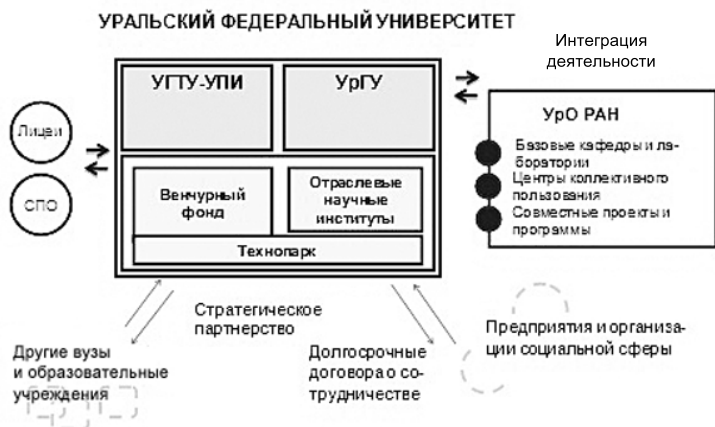 УРАЛЬСКИЙ ФЕДЕРАЛЬНЫЙ УНИВЕРСИТЕТ
Интеграция
деятельности
УГТУ-УПИ
УрГУ
УрО РАН
Базовые кафедры и ла-
боратории
Центры коллективного
пользования
Совместные проекты и
программы
Лицеи
СПО
Венчурный
фонд
Отраслевые
научные
институты
Технопарк
Стратегическое
партнерство
Другие вузы
и образовательные
учреждения
Долгосрочные
договора о со-
трудничестве
Предприятия и организа-
ции социальной сферы